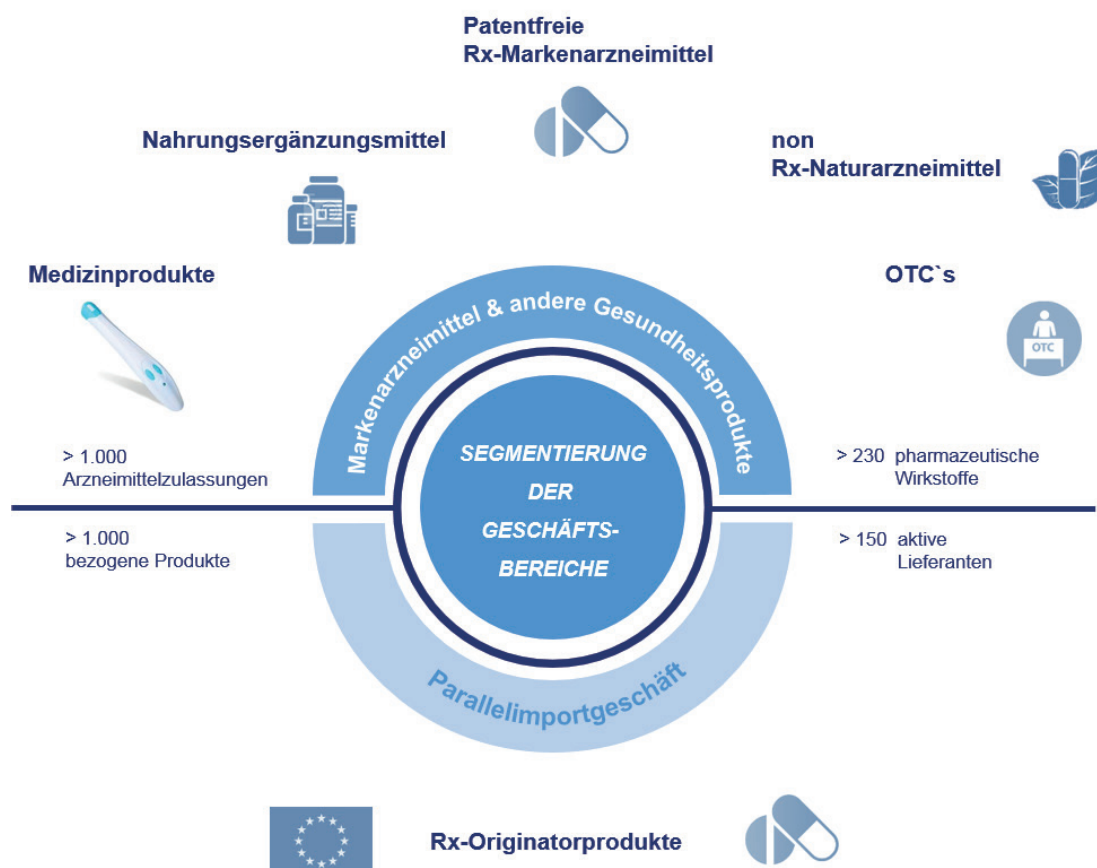 Patentfreie
Rx-Markenarzneimittel
Nahrungsergänzungsmittel
non
Rx-Naturarzneimittel
Medizinprodukte
OTC`s
OTC
Markenarzneimittel & andere Gesundheitsprodukte
> 1.000
Arzneimittelzulassungen
> 230 pharmazeutische
Wirkstoffe
SEGMENTIERUNG
DER
GESCHÄFTS-
BEREICHE
> 1.000
bezogene Produkte
> 150 aktive
Lieferanten
Parallelimportgeschäft
Rx-Originatorprodukte